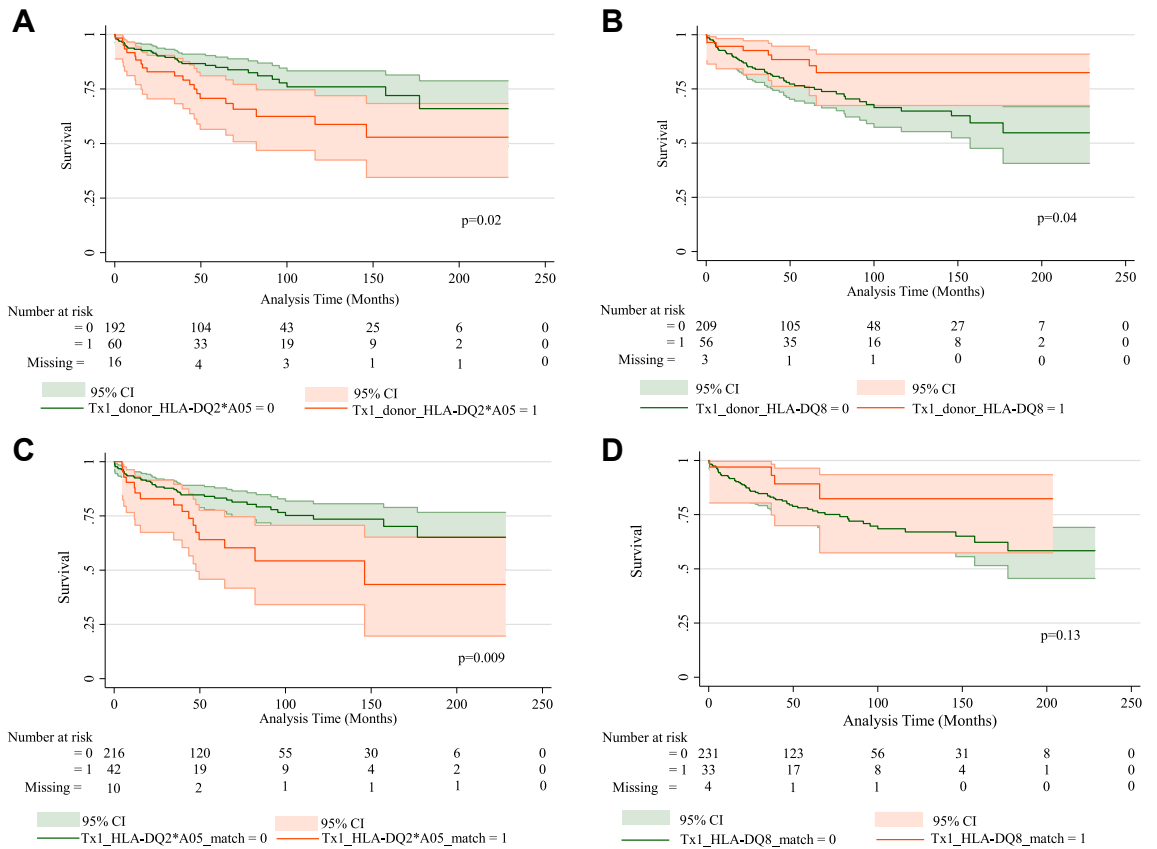 A
1
.75
.5
.25
0
Survival
p=0.02
0 50 100 150 200 250
Analysis Time (Months)
Number at risk
= 0 192 104 43 25 6 0
= 1 60 33 19 9 2 0
Missing = 16 4 3 1 1 0
95% CI 95% CI
Tx1_donor_HLA-DQ2*A05 = 0 Tx1_donor_HLA-DQ2*A05 = 1
B
1
.75
.5
.25
0
Survival
p=0.04
0 50 100 150 200 250
Analysis Time (Months)
Number at risk
= 0 209 105 48 27 7 0
= 1 56 35 16 8 2 0
Missing = 3 1 1 0 0 0
95% CI 95% CI
Tx1_donor_HLA-DQ8 = 0 Tx1_donor_HLA-DQ8 = 1
C
1
.75
.5
.25
0
Survival
p=0.009
0 50 100 150 200 250
Analysis Time (Months)
Number at risk
= 0 216 120 55 30 6 0
= 1 42 19 9 4 2 0
Missing = 10 2 1 1 1 0
95% CI 95% CI
Tx1_HLA-DQ2*A05_match = 0 Tx1_HLA-DQ2*A05_match = 1
D
1
.75
.5
.25
0
Survival
p=0.13
0 50 100 150 200 250
Analysis Time (Months)
Number at risk
= 0 231 123 56 31 8 0
= 1 33 17 8 4 1 0
Missing = 4 1 1 0 0 0
95% CI 95% CI
Tx1_HLA-DQ8_match = 0 Tx1_HLA-DQ8_match = 1